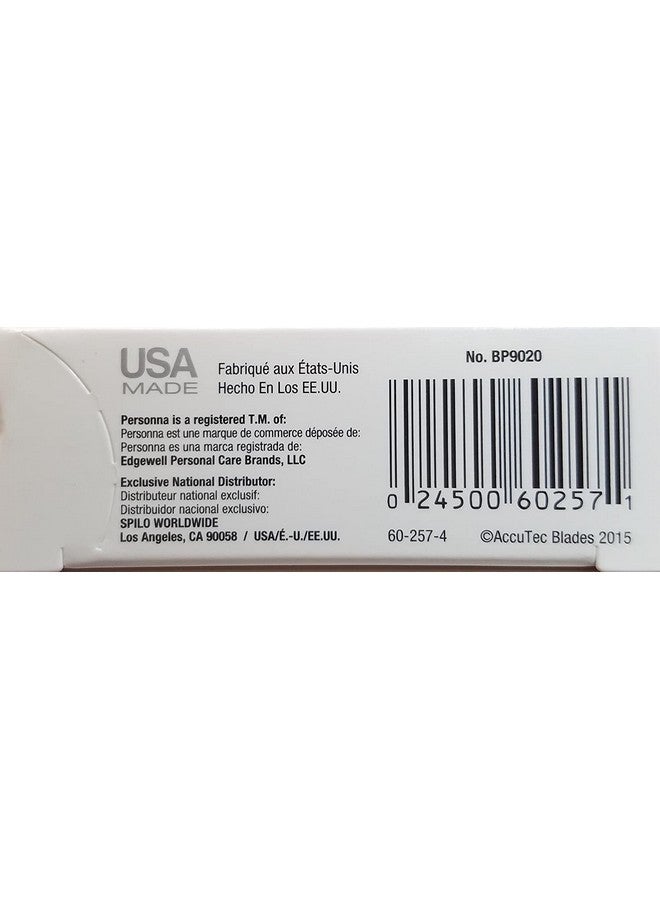 USA
MADE
Fabriqué aux États-Unis
Hecho En Los EE.UU.
Personna is a registered T.M. of:
Personna est une marque de commerce déposée de:
Personna es una marca registrada de:
Edgewell Personal Care Brands, LLC
Exclusive National Distributor:
Distributeur national exclusif:
Distribuidor nacional exclusivo:
SPILO WORLDWIDE
Los Angeles, CA 90058 / USA/É.-U./EE.UU.
No. BP9020
0 24500 60257 1
60-257-4 ©AccuTec Blades 2015